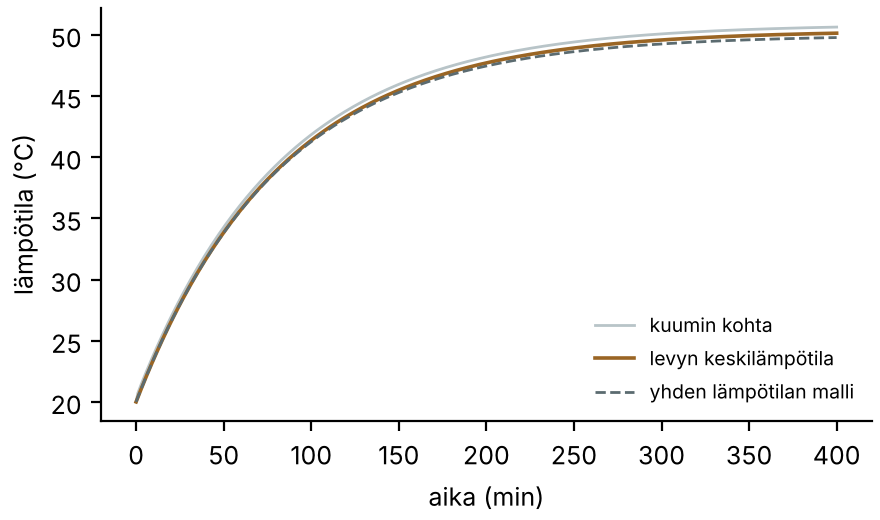 lämpötila (°C)
50
45
40
35
30
25
20
kuumin kohta
levyn keskilämpötila
yhden lämpötilan malli
0 50 100 150 200 250 300 350 400
aika (min)